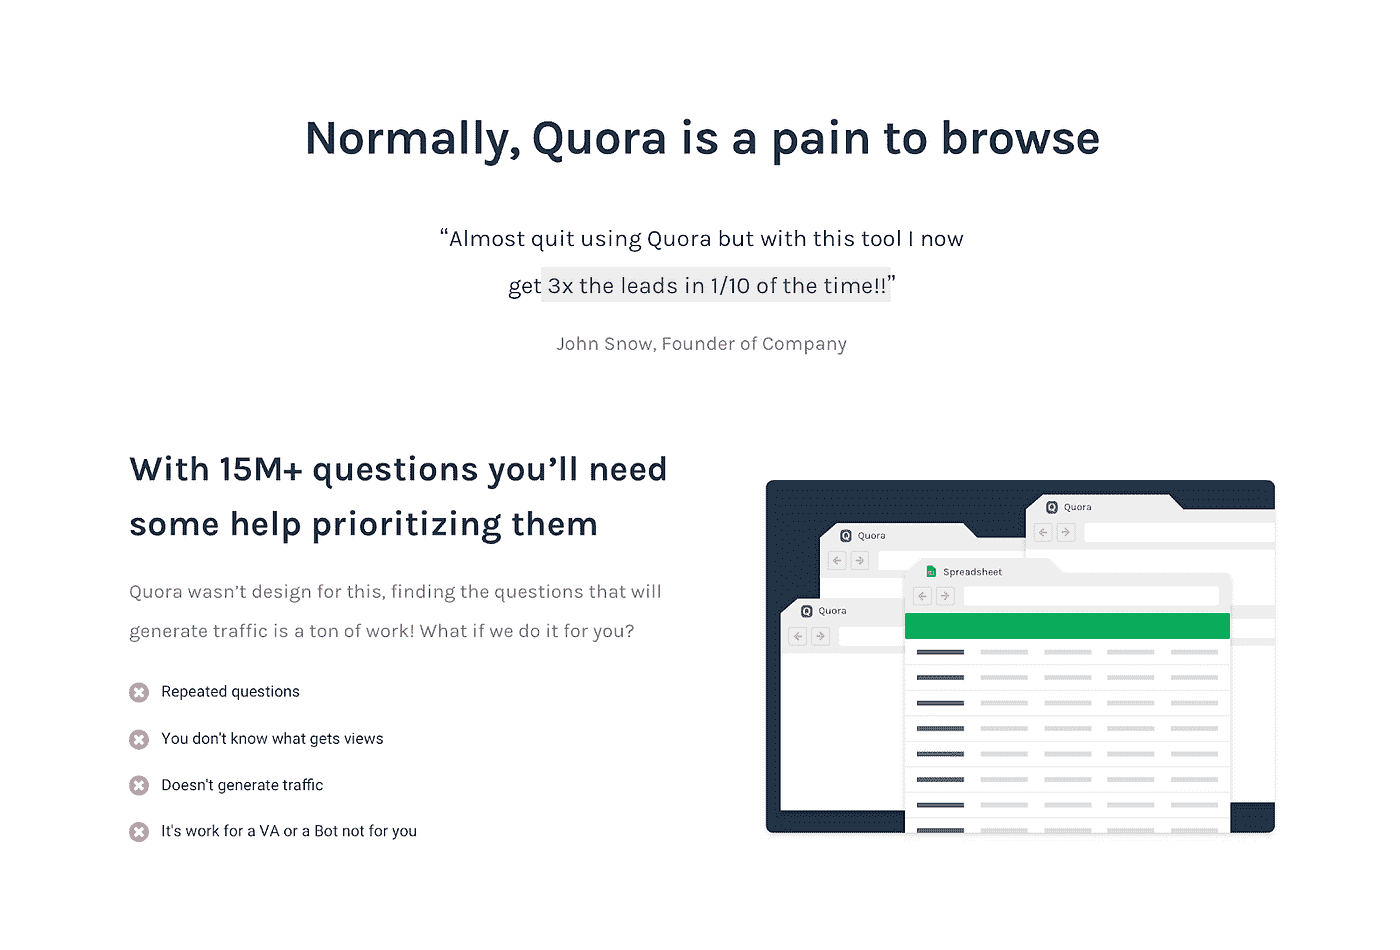 Normally, Quora is a pain to browse
“Almost quit using Quora but with this tool I now
get 3x the leads in 1/10 of the time!!”
John Snow, Founder of Company
With 15M+ questions you’ll need
some help prioritizing them
Quora wasn’t design for this, finding the questions that will
generate traffic is a ton of work! What if we do it for you?
Repeated questions
You don't know what gets views
Doesn't generate traffic
It's work for a VA or a Bot not for you
Quora
Quora
Spreadsheet
Quora